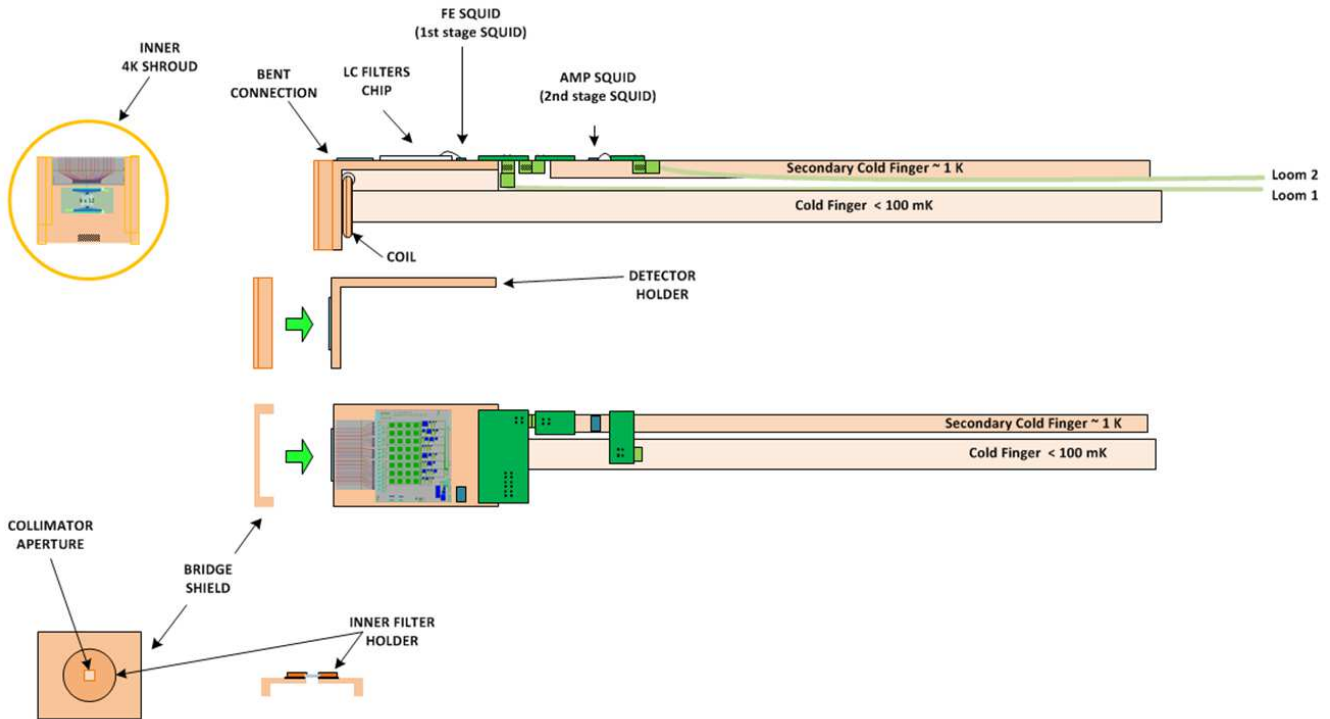 FE SQUID
(1st stage SQUID)
INNER
4K SHROUD
BENT
CONNECTION
LC FILTERS
CHIP
AMP SQUID
(2nd stage SQUID)
Secondary Cold Finger ~ 1 K
Loom 2
Loom 1
Cold Finger < 100 mK
COIL
DETECTOR
HOLDER
Secondary Cold Finger ~ 1 K
Cold Finger < 100 mK
COLLIMATOR
APERTURE
BRIDGE
SHIELD
INNER FILTER
HOLDER